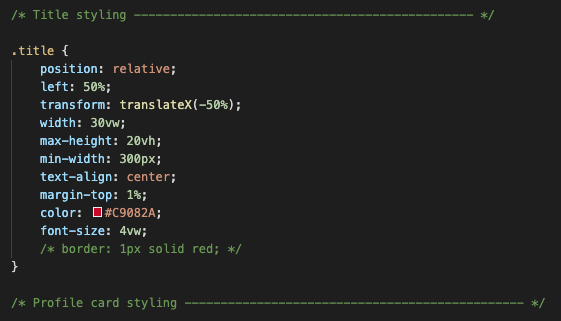 /* Title styling --------------------------------------------- */
.title {
position: relative;
left: 50%;
transform: translateX(-50%);
width: 30vw;
max-height: 20vh;
min-width: 300px;
text-align: center;
margin-top: 1%;
color: #C9082A;
font-size: 4vw;
/* border: 1px solid red; */
}
/* Profile card styling --------------------------------------------- */